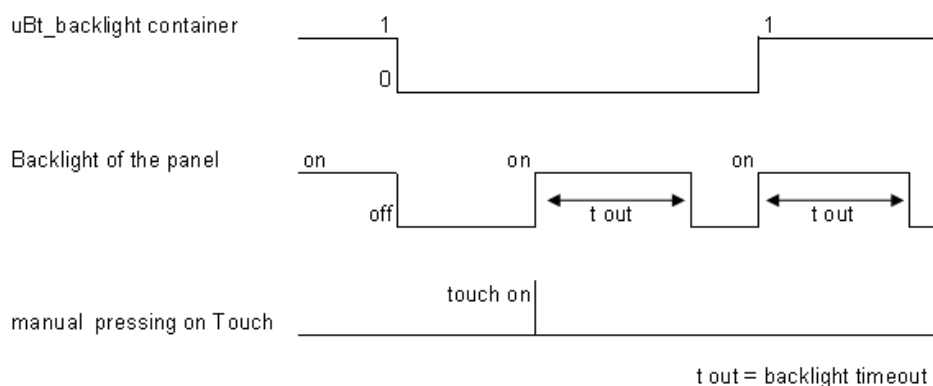 uBt_backlight container
1
1
0
Backlight of the panel
on
on
on
off
t out
t out
touch on
manual pressing on Touch
t out = backlight timeout